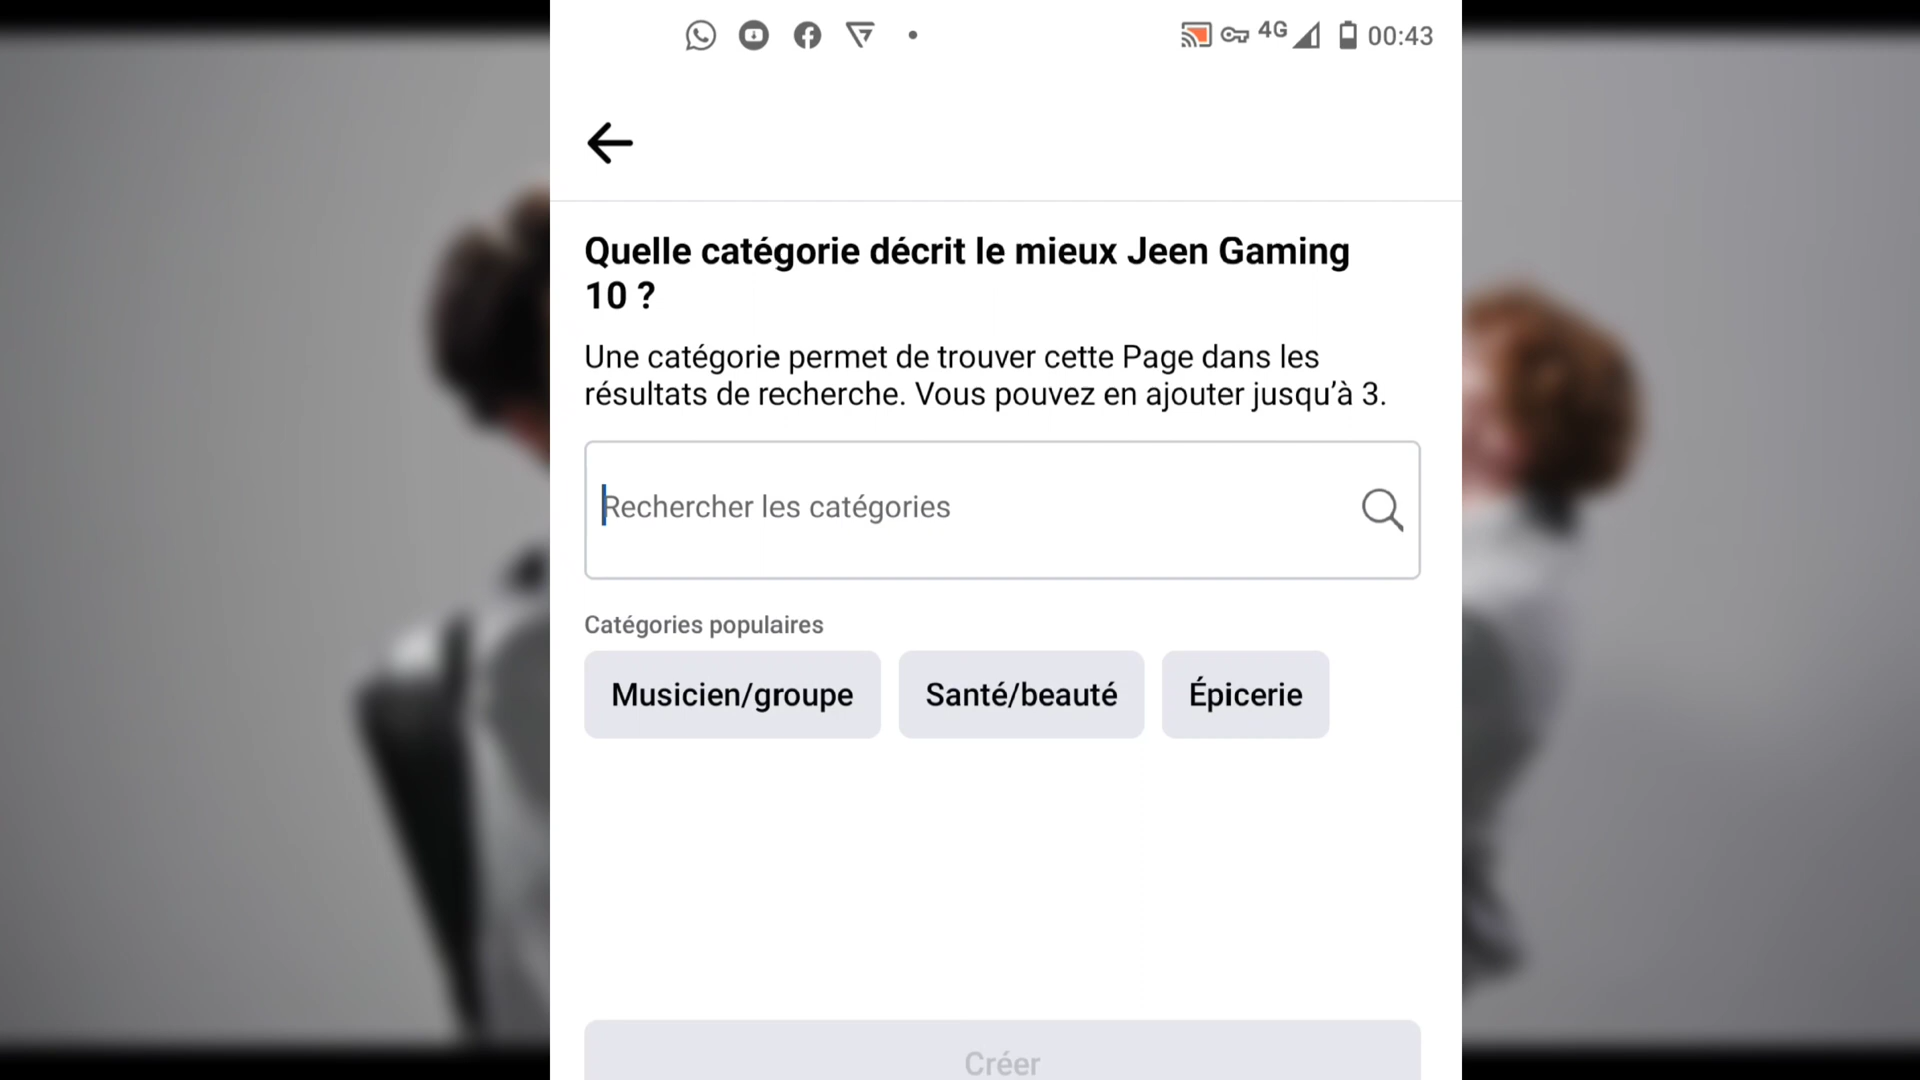 4G 00:43
Quelle catégorie décrit le mieux Jeen Gaming
10 ?
Une catégorie permet de trouver cette Page dans les
résultats de recherche. Vous pouvez en ajouter jusqu’à 3.
Rechercher les catégories
Catégories populaires
Musicien/groupe Santé/beauté Épicerie
Créer